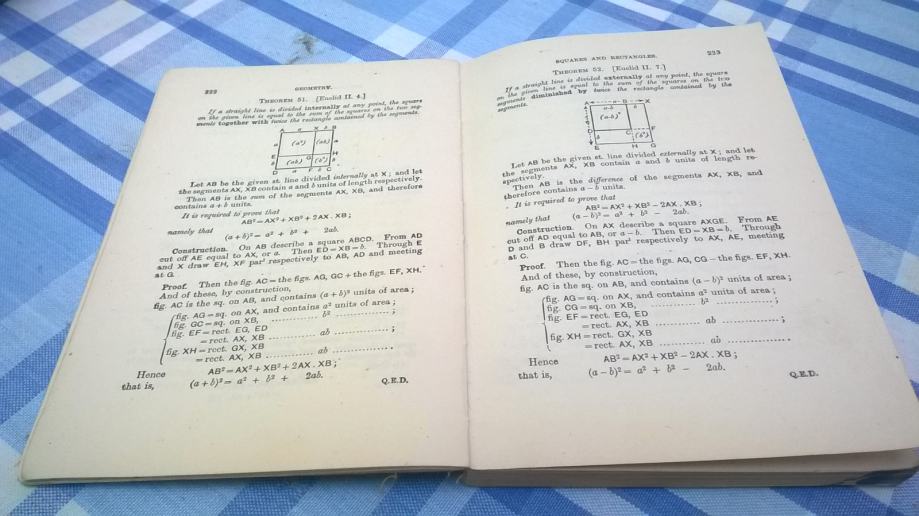 222
GEOMETRY.
THEOREM 51. [Euclid II. 4.]
If a straight line is divided internally at any point, the square
on the given line is equal to the sum of the squares on the two seg-
ments together with twice the rectangle contained by the segments.
A a X b B
a (a²) (ab) a
E G H
b (ab) (b²) b
D F b C
Let AB be the given st. line divided internally at X; and let
the segments AX, XB contain a and b units of length respectively.
Then AB is the sum of the segments AX, XB, and therefore
contains a+b units.
It is required to prove that
AB²=AX²+XB²+2AX.XB;
namely that
(a+b)²= a² + b² + 2ab.
Construction. On AB describe a square ABCD. From AD
cut off AE equal to AX, or a. Then ED=XB=b. Through E
and X draw EH, XF parˡ respectively to AB, AD and meeting
at G.
Proof. Then the fig. AC=the figs. AG, GC+the figs. EF, XH.
And of these, by construction,
fig. AC is the sq. on AB, and contains (a+b)² units of area;
fig. AG=sq. on AX, and contains a² units of area;
fig. GC=sq. on XB, ............ b² ..............;
fig. EF=rect. EG, ED
=rect. AX, XB ............ ab ..............;
fig. XH=rect. GX, XB
=rect. AX, XB ............ ab ..............
Hence AB²=AX²+XB²+2AX.XB;
that is, (a+b)²= a² + b² + 2ab.
Q.E.D.
SQUARES AND RECTANGLES.
223
THEOREM 52. [Euclid II. 7.]
If a straight line is divided externally at any point, the square
on the given line is equal to the sum of the squares on the two
segments diminished by twice the rectangle contained by the
segments.
A a B X
a-b b
(a-b)²
D C F
b (b²)
E H G
Let AB be the given st. line divided externally at X; and let
the segments AX, XB contain a and b units of length re-
spectively.
Then AB is the difference of the segments AX, XB, and
therefore contains a-b units.
It is required to prove that
AB²=AX²+XB²-2AX.XB;
namely that
(a-b)²= a² + b² - 2ab.
Construction. On AX describe a square AXGE. From AE
cut off AD equal to AB, or a-b. Then ED=XB=b. Through
D and B draw DF, BH parˡ respectively to AX, AE, meeting
at C.
Proof. Then the fig. AC=the figs. AG, CG-the figs. EF, XH.
And of these, by construction,
fig. AC is the sq. on AB, and contains (a-b)² units of area;
fig. AG=sq. on AX, and contains a² units of area;
fig. CG=sq. on XB, ............ b² ..............;
fig. EF=rect. EG, ED
=rect. AX, XB ............ ab ..............;
fig. XH=rect. GX, XB
=rect. AX, XB ............ ab ..............
Hence AB²=AX²+XB²-2AX.XB;
that is, (a-b)²= a² + b² - 2ab.
Q.E.D.